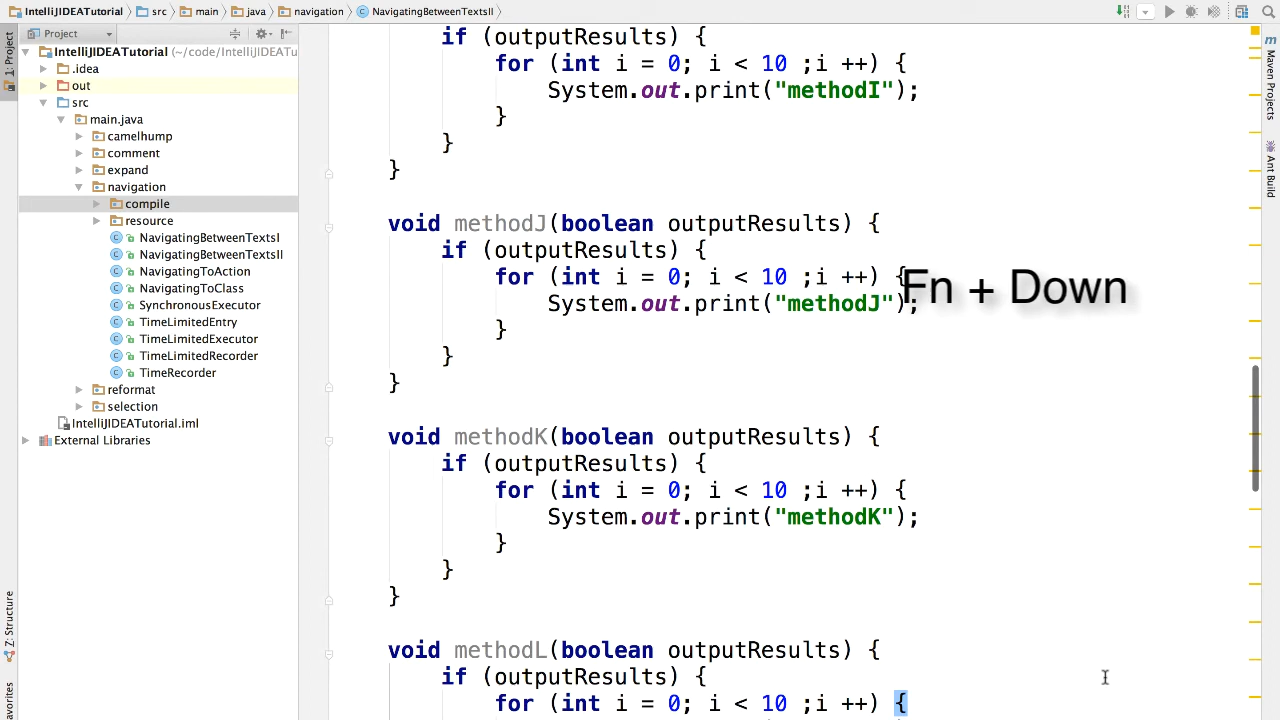 IntelliJIDEATutorial src main java navigation NavigatingBetweenTextsII
1: Project
Project
IntelliJIDEATutorial (~/code/IntelliJIDEATu
.idea
out
src
main.java
camelhump
comment
expand
navigation
compile
resource
NavigatingBetweenTextsI
NavigatingBetweenTextsII
NavigatingToAction
NavigatingToClass
SynchronousExecutor
TimeLimitedEntry
TimeLimitedExecutor
TimeLimitedRecorder
TimeRecorder
reformat
selection
IntelliJIDEATutorial.iml
External Libraries
Z: Structure
avorites
if (outputResults) {
for (int i = 0; i < 10 ;i ++) {
System.out.print("methodI");
}
}
}
void methodJ(boolean outputResults) {
if (outputResults) {
for (int i = 0; i < 10 ;i ++) {
System.out.print("methodJ");
}
}
}
void methodK(boolean outputResults) {
if (outputResults) {
for (int i = 0; i < 10 ;i ++) {
System.out.print("methodK");
}
}
}
void methodL(boolean outputResults) {
if (outputResults) {
for (int i = 0; i < 10 ;i ++) {
Fn + Down
Maven Projects
Ant Build